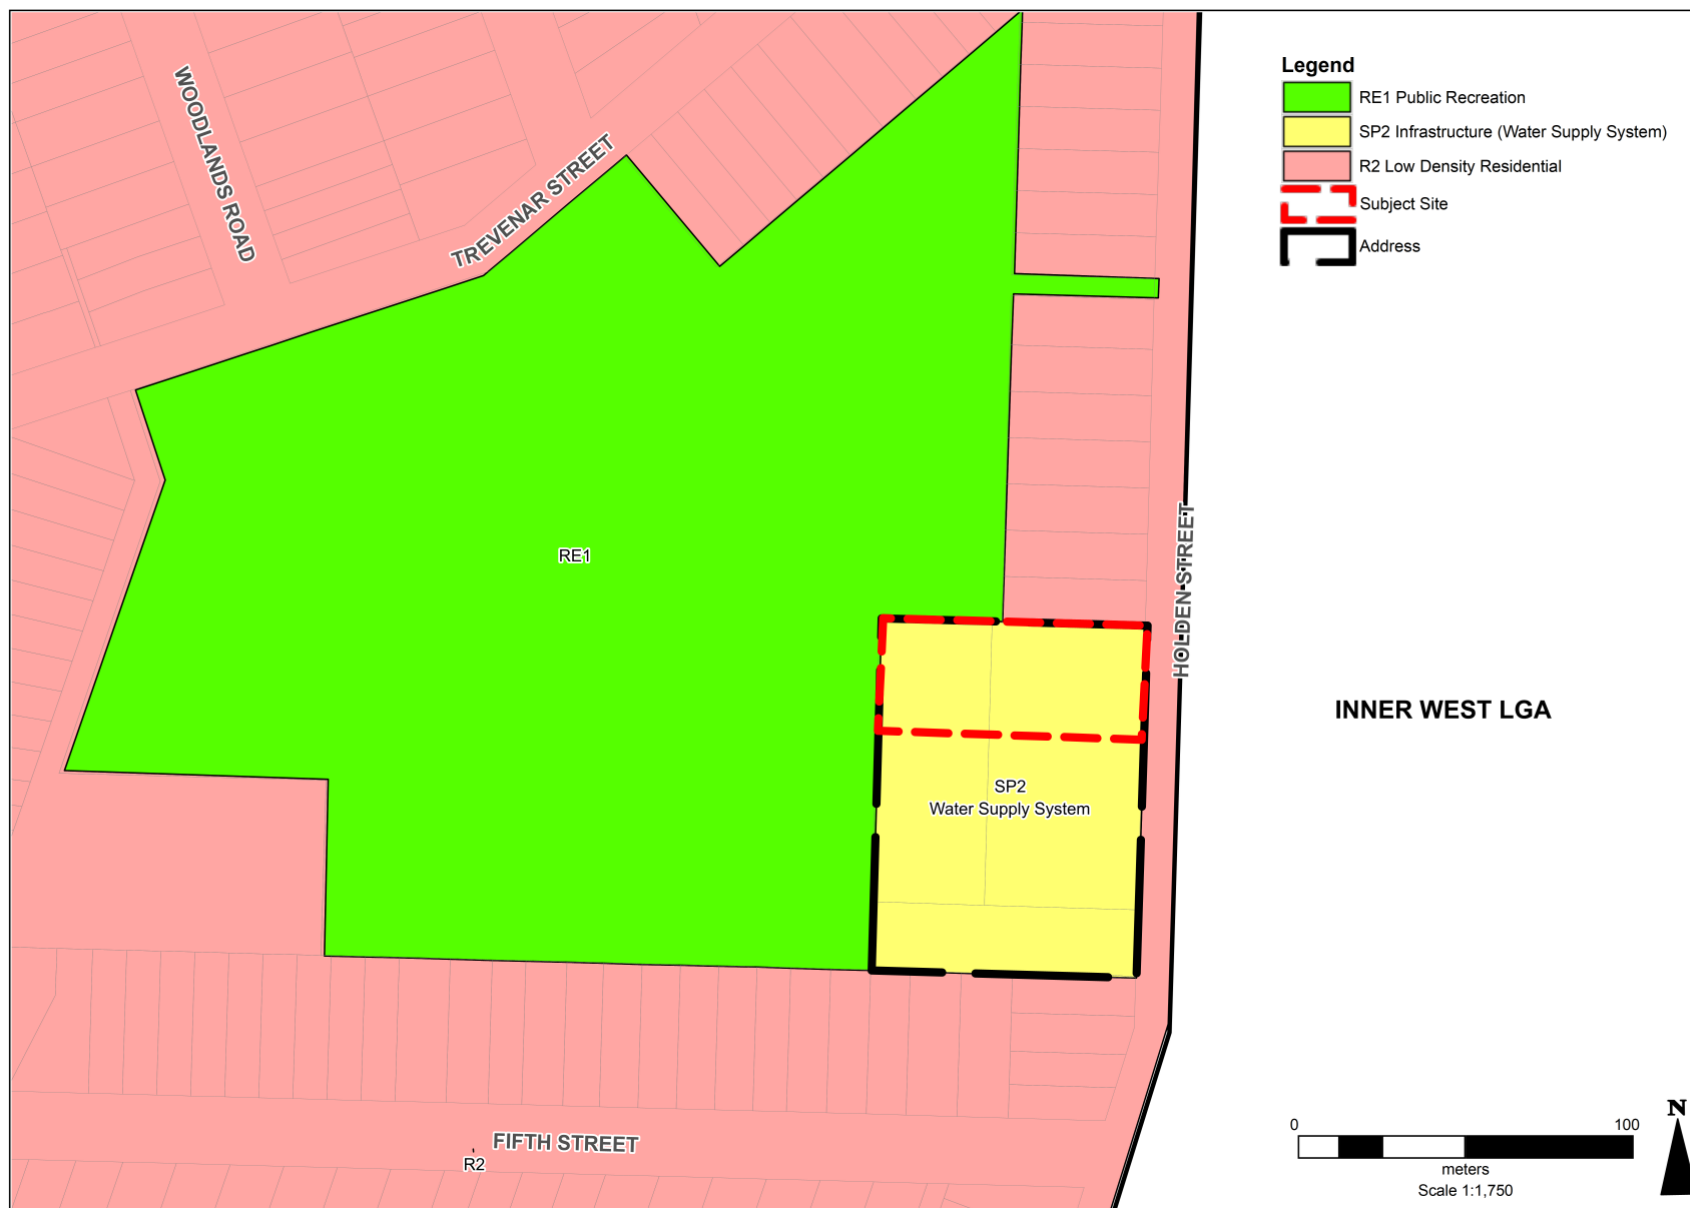 WOODLANDS ROAD
TREVENAR STREET
Legend
RE1 Public Recreation
SP2 Infrastructure (Water Supply System)
R2 Low Density Residential
Subject Site
Address
RE1
HOLDEN STREET
INNER WEST LGA
SP2
Water Supply System
FIFTH STREET
R2
N
0 100
meters
Scale 1:1,750